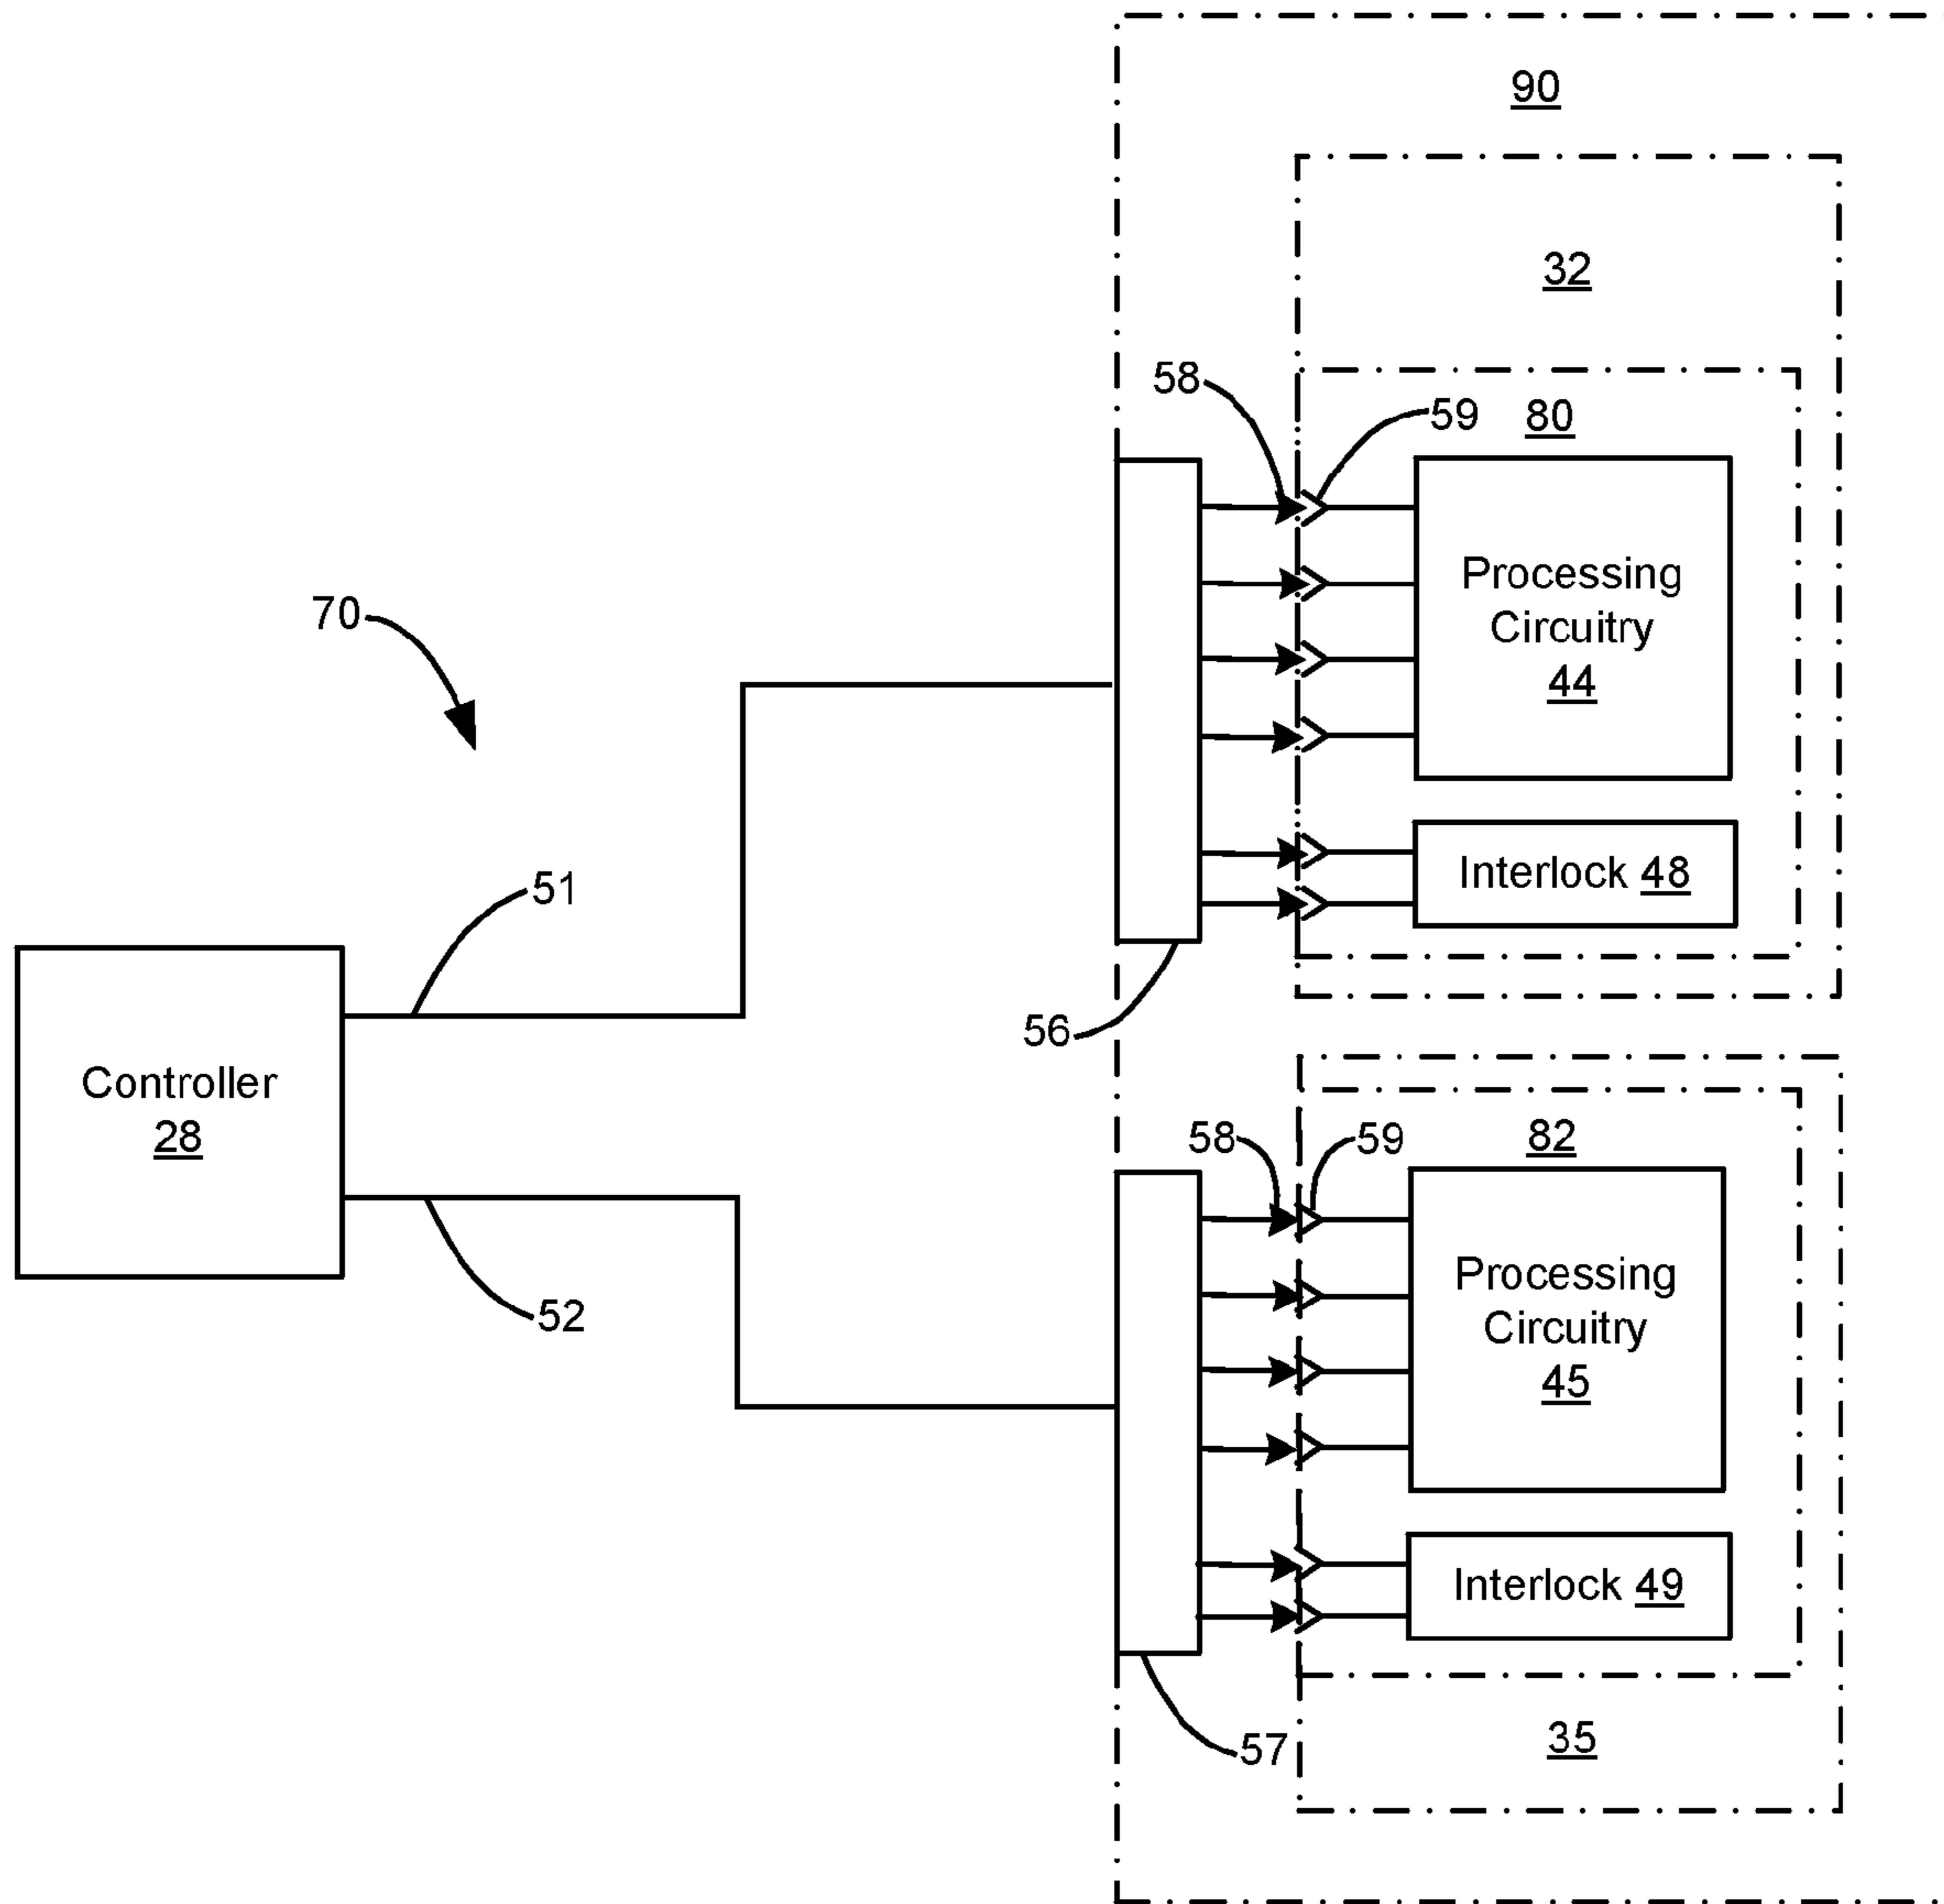 90
32
58
59
80
Processing
Circuitry
44
70
Interlock 48
51
56
Controller
28
58
59
82
Processing
Circuitry
45
52
Interlock 49
57
35